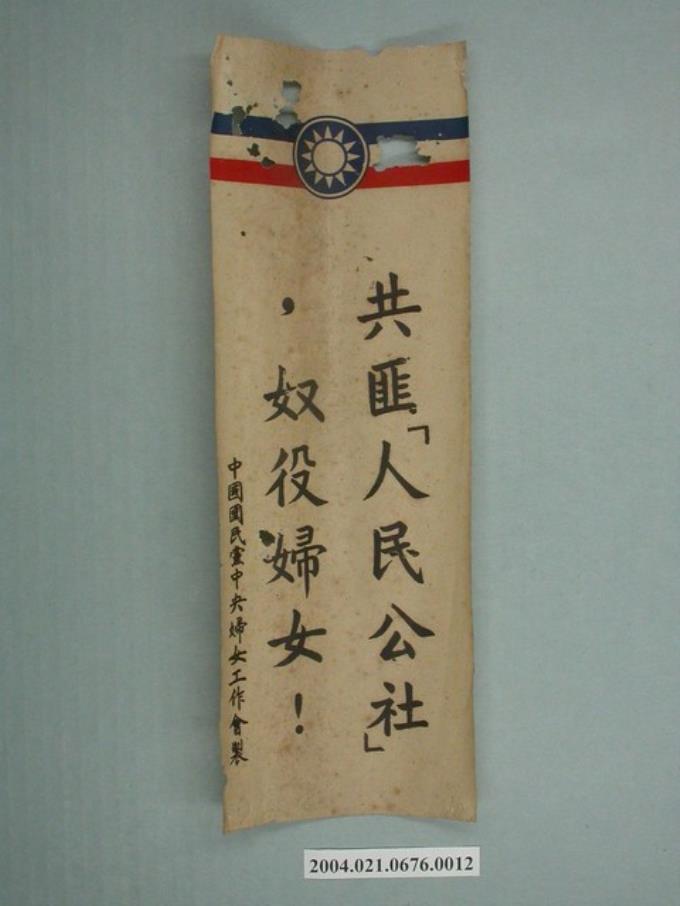 共匪「人民公社」
，奴役婦女！
中國國民黨中央婦女工作會製
2004.021.0676.0012